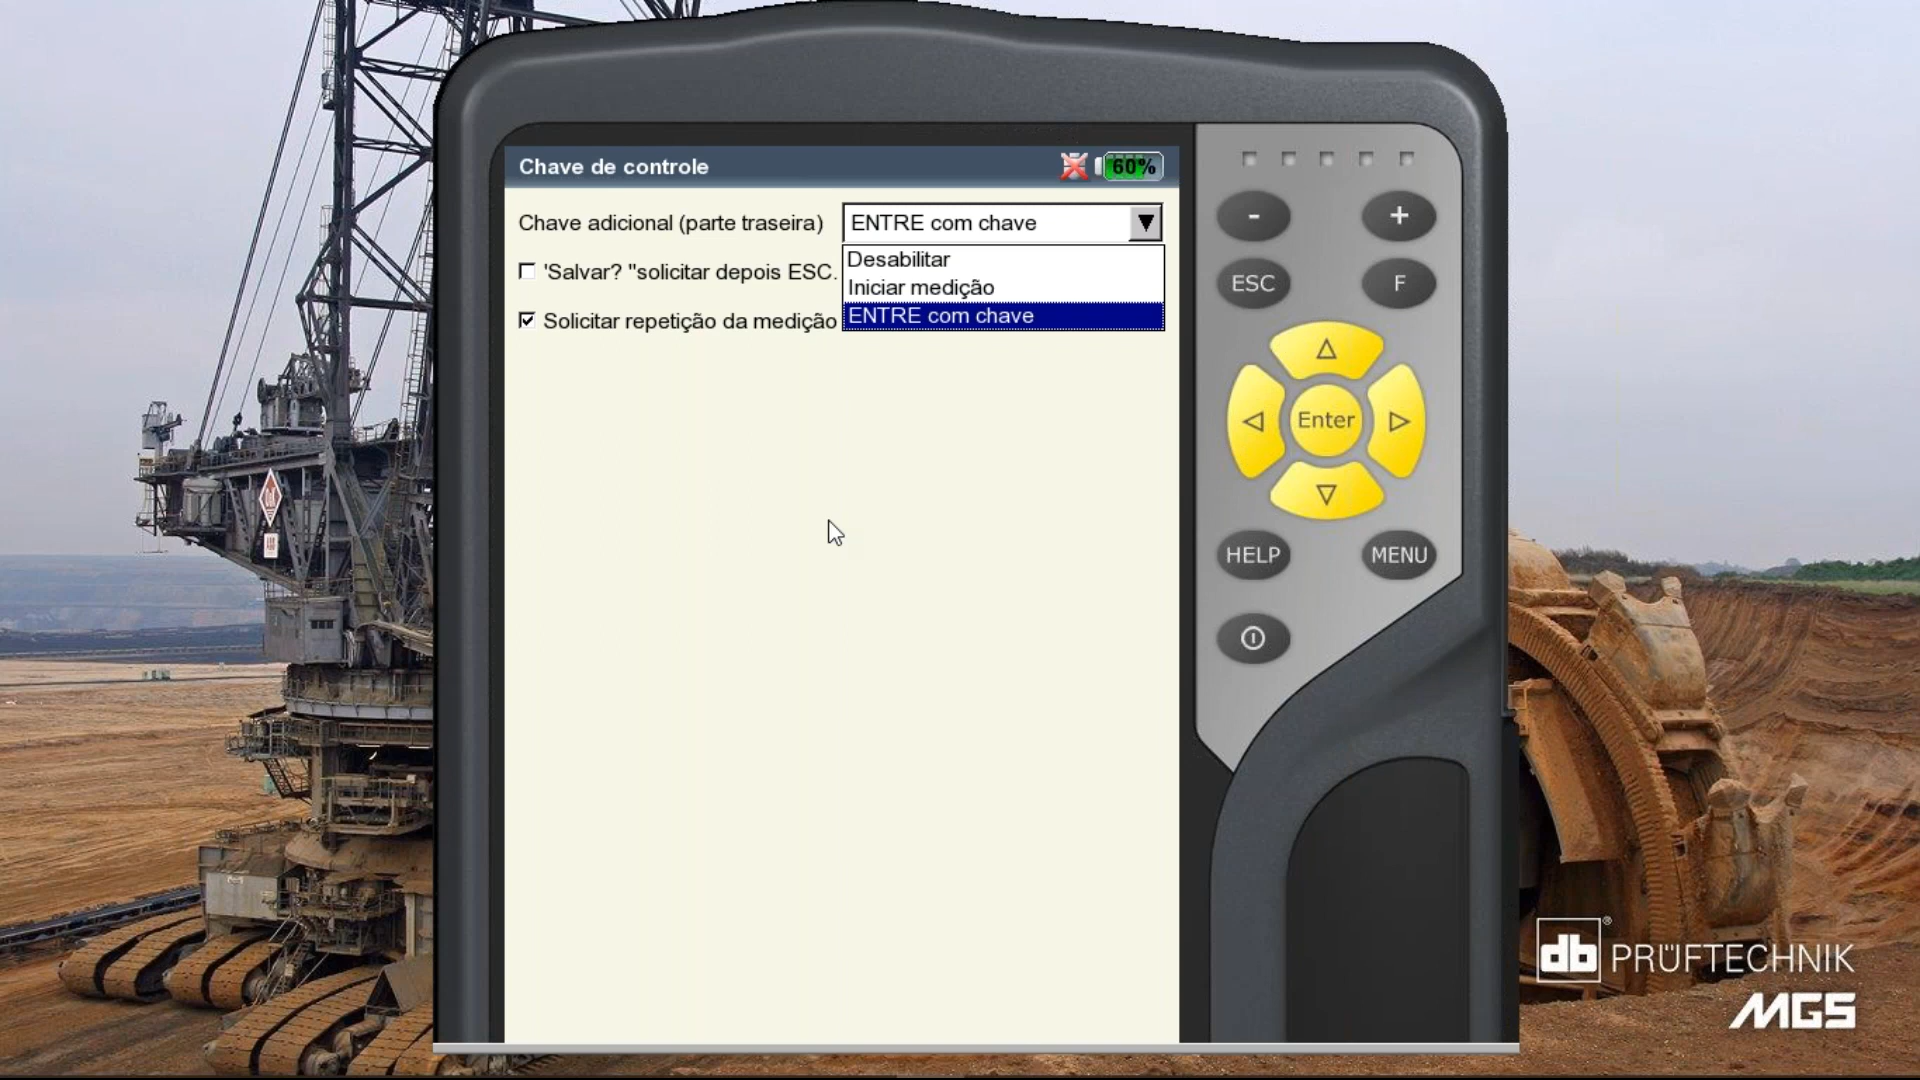 Chave de controle
60%
Chave adicional (parte traseira)
ENTRE com chave
Desabilitar
'Salvar? "solicitar depois ESC.
Iniciar medição
ENTRE com chave
Solicitar repetição da medição
-
+
ESC
F
Enter
HELP
MENU
ABB
db® PRÜFTECHNIK
MGS